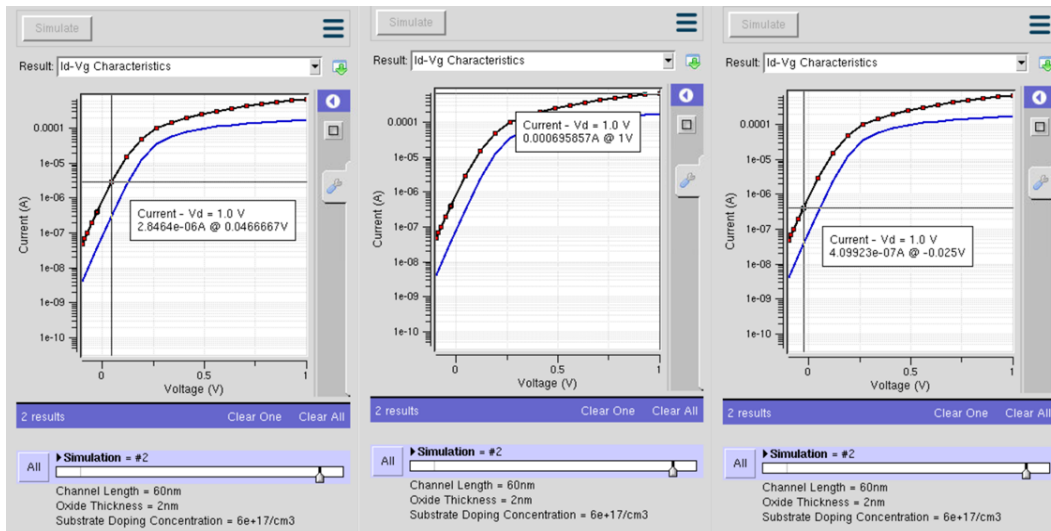 Simulate
Result: Id-Vg Characteristics
0.0001
1e-05
1e-06
1e-07
1e-08
1e-09
1e-10
Current (A)
Current - Vd = 1.0 V
2.8464e-06A @ 0.0466667V
0 0.5 1
Voltage (V)
2 results Clear One Clear All
All
Simulation = #2
Channel Length = 60nm
Oxide Thickness = 2nm
Substrate Doping Concentration = 6e+17/cm3
Simulate
Result: Id-Vg Characteristics
0.0001
1e-05
1e-06
1e-07
1e-08
1e-09
1e-10
Current (A)
Current - Vd = 1.0 V
0.000695857A @ 1V
0 0.5 1
Voltage (V)
2 results Clear One Clear All
All
Simulation = #2
Channel Length = 60nm
Oxide Thickness = 2nm
Substrate Doping Concentration = 6e+17/cm3
Simulate
Result: Id-Vg Characteristics
0.0001
1e-05
1e-06
1e-07
1e-08
1e-09
1e-10
Current (A)
Current - Vd = 1.0 V
4.09923e-07A @ -0.025V
0 0.5 1
Voltage (V)
2 results Clear One Clear All
All
Simulation = #2
Channel Length = 60nm
Oxide Thickness = 2nm
Substrate Doping Concentration = 6e+17/cm3